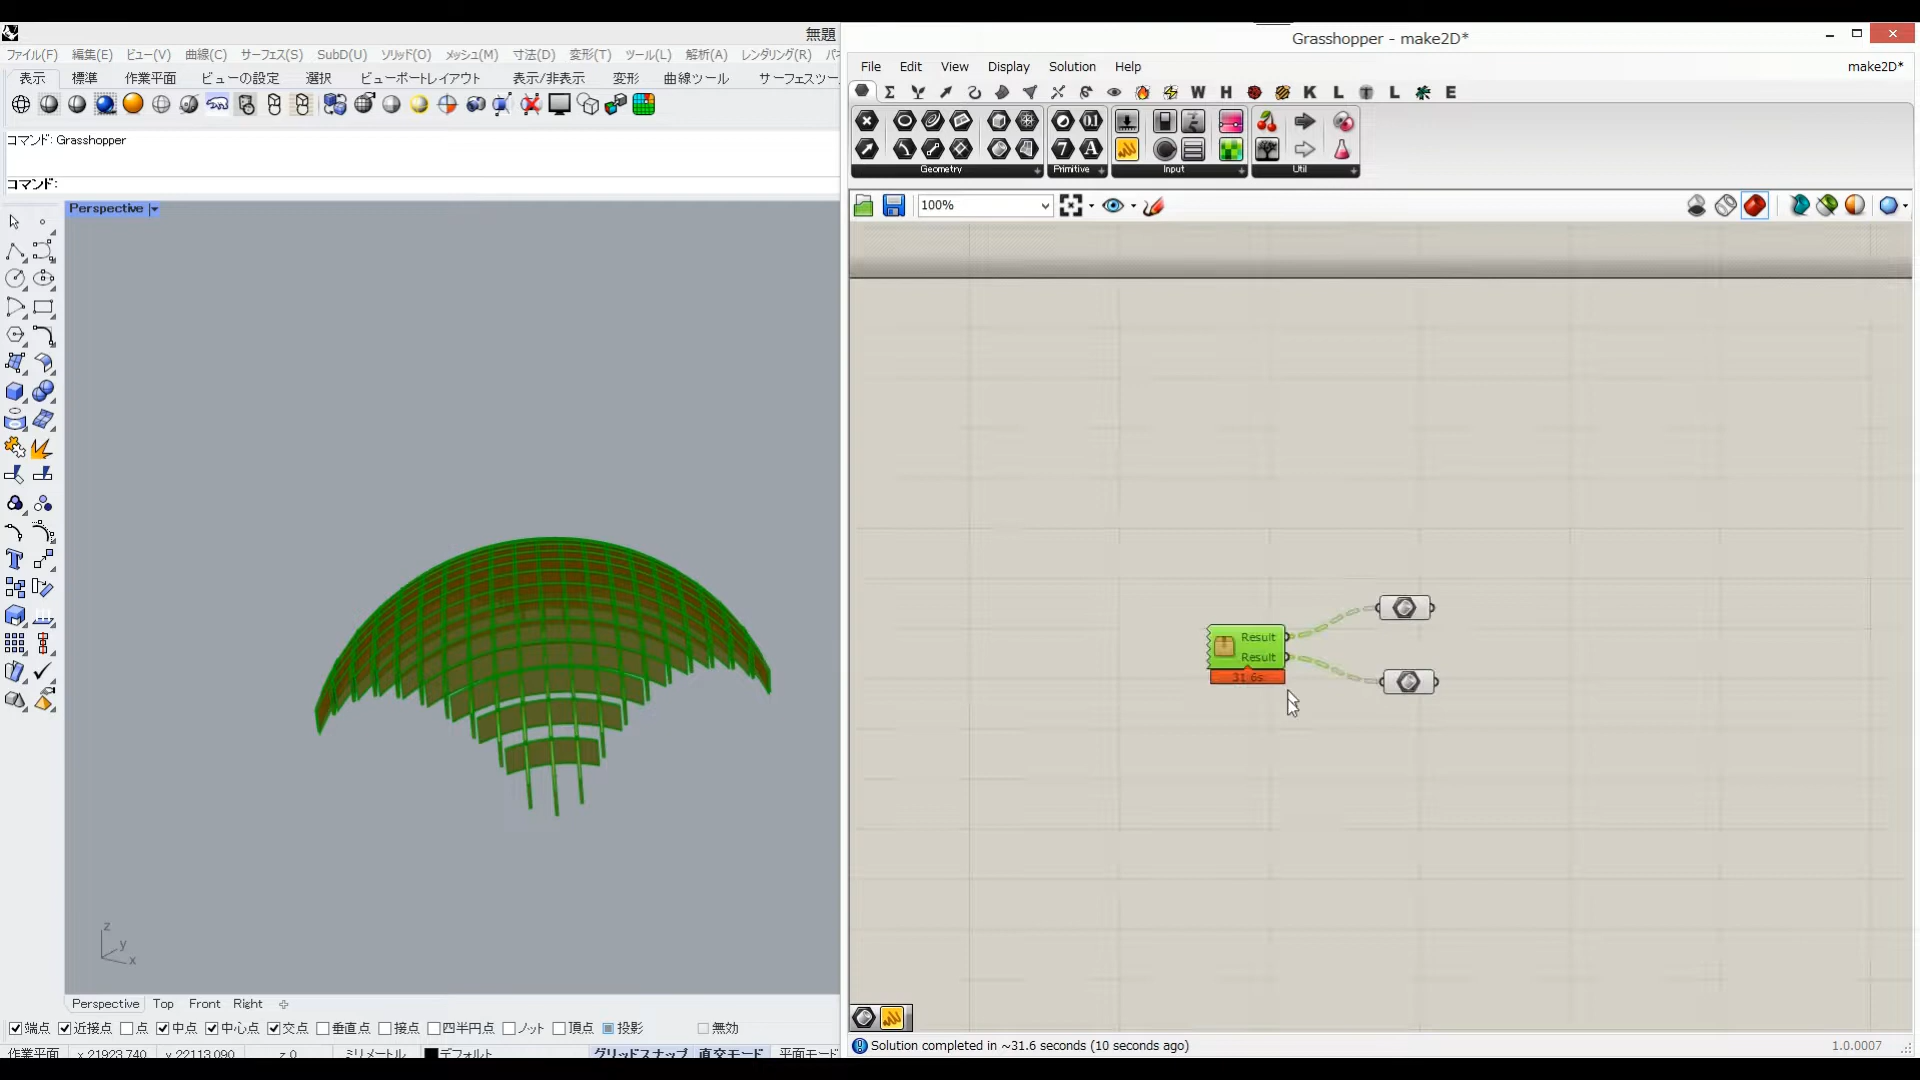 無題
ファイル(F) 編集(E) ビュー(V) 曲線(C) サーフェス(S) SubD(U) ソリッド(O) メッシュ(M) 寸法(D) 変形(T) ツール(L) 解析(A) レンダリング(R)
表示 標準 作業平面 ビューの設定 選択 ビューポートレイアウト 表示/非表示 変形 曲線ツール サーフェスツー
コマンド: Grasshopper
コマンド:
Perspective
z
y
x
Perspective Top Front Right
端点 近接点 点 中点 中心点 交点 垂直点 接点 四半円点 ノット 頂点 投影 無効
作業平面 x 21923.740 y 22113.090 z 0 ミリメートル デフォルト グリッドスナップ 直交モード 平面モード
Grasshopper - make2D*
File Edit View Display Solution Help make2D*
W H K L L E
Geometry Primitive Input Util
100%
Result
Result
31.6s
Solution completed in ~31.6 seconds (10 seconds ago) 1.0.0007